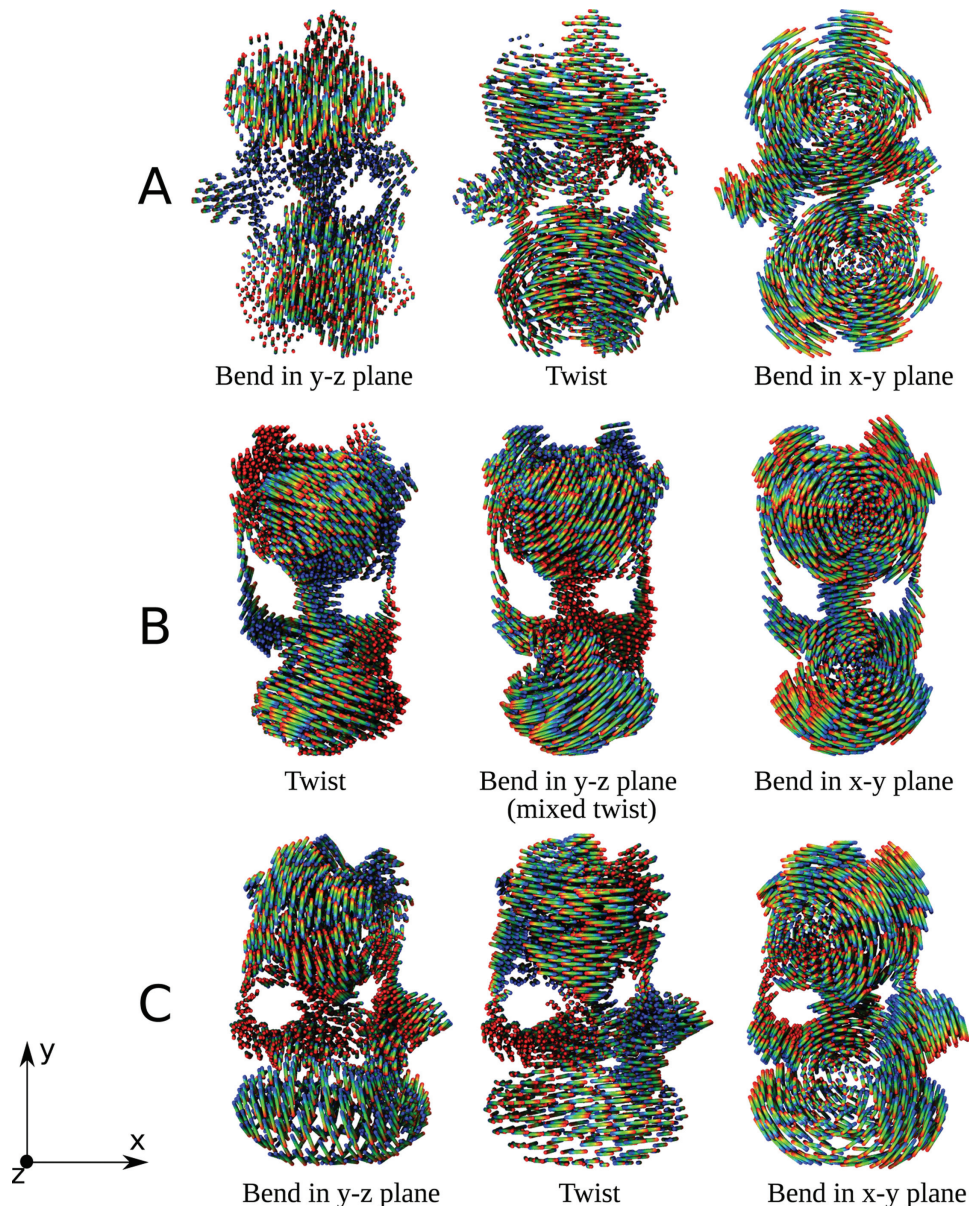 A
Bend in y-z plane
Twist
Bend in x-y plane
B
Twist
Bend in y-z plane
(mixed twist)
Bend in x-y plane
C
y
x
z
Bend in y-z plane
Twist
Bend in x-y plane